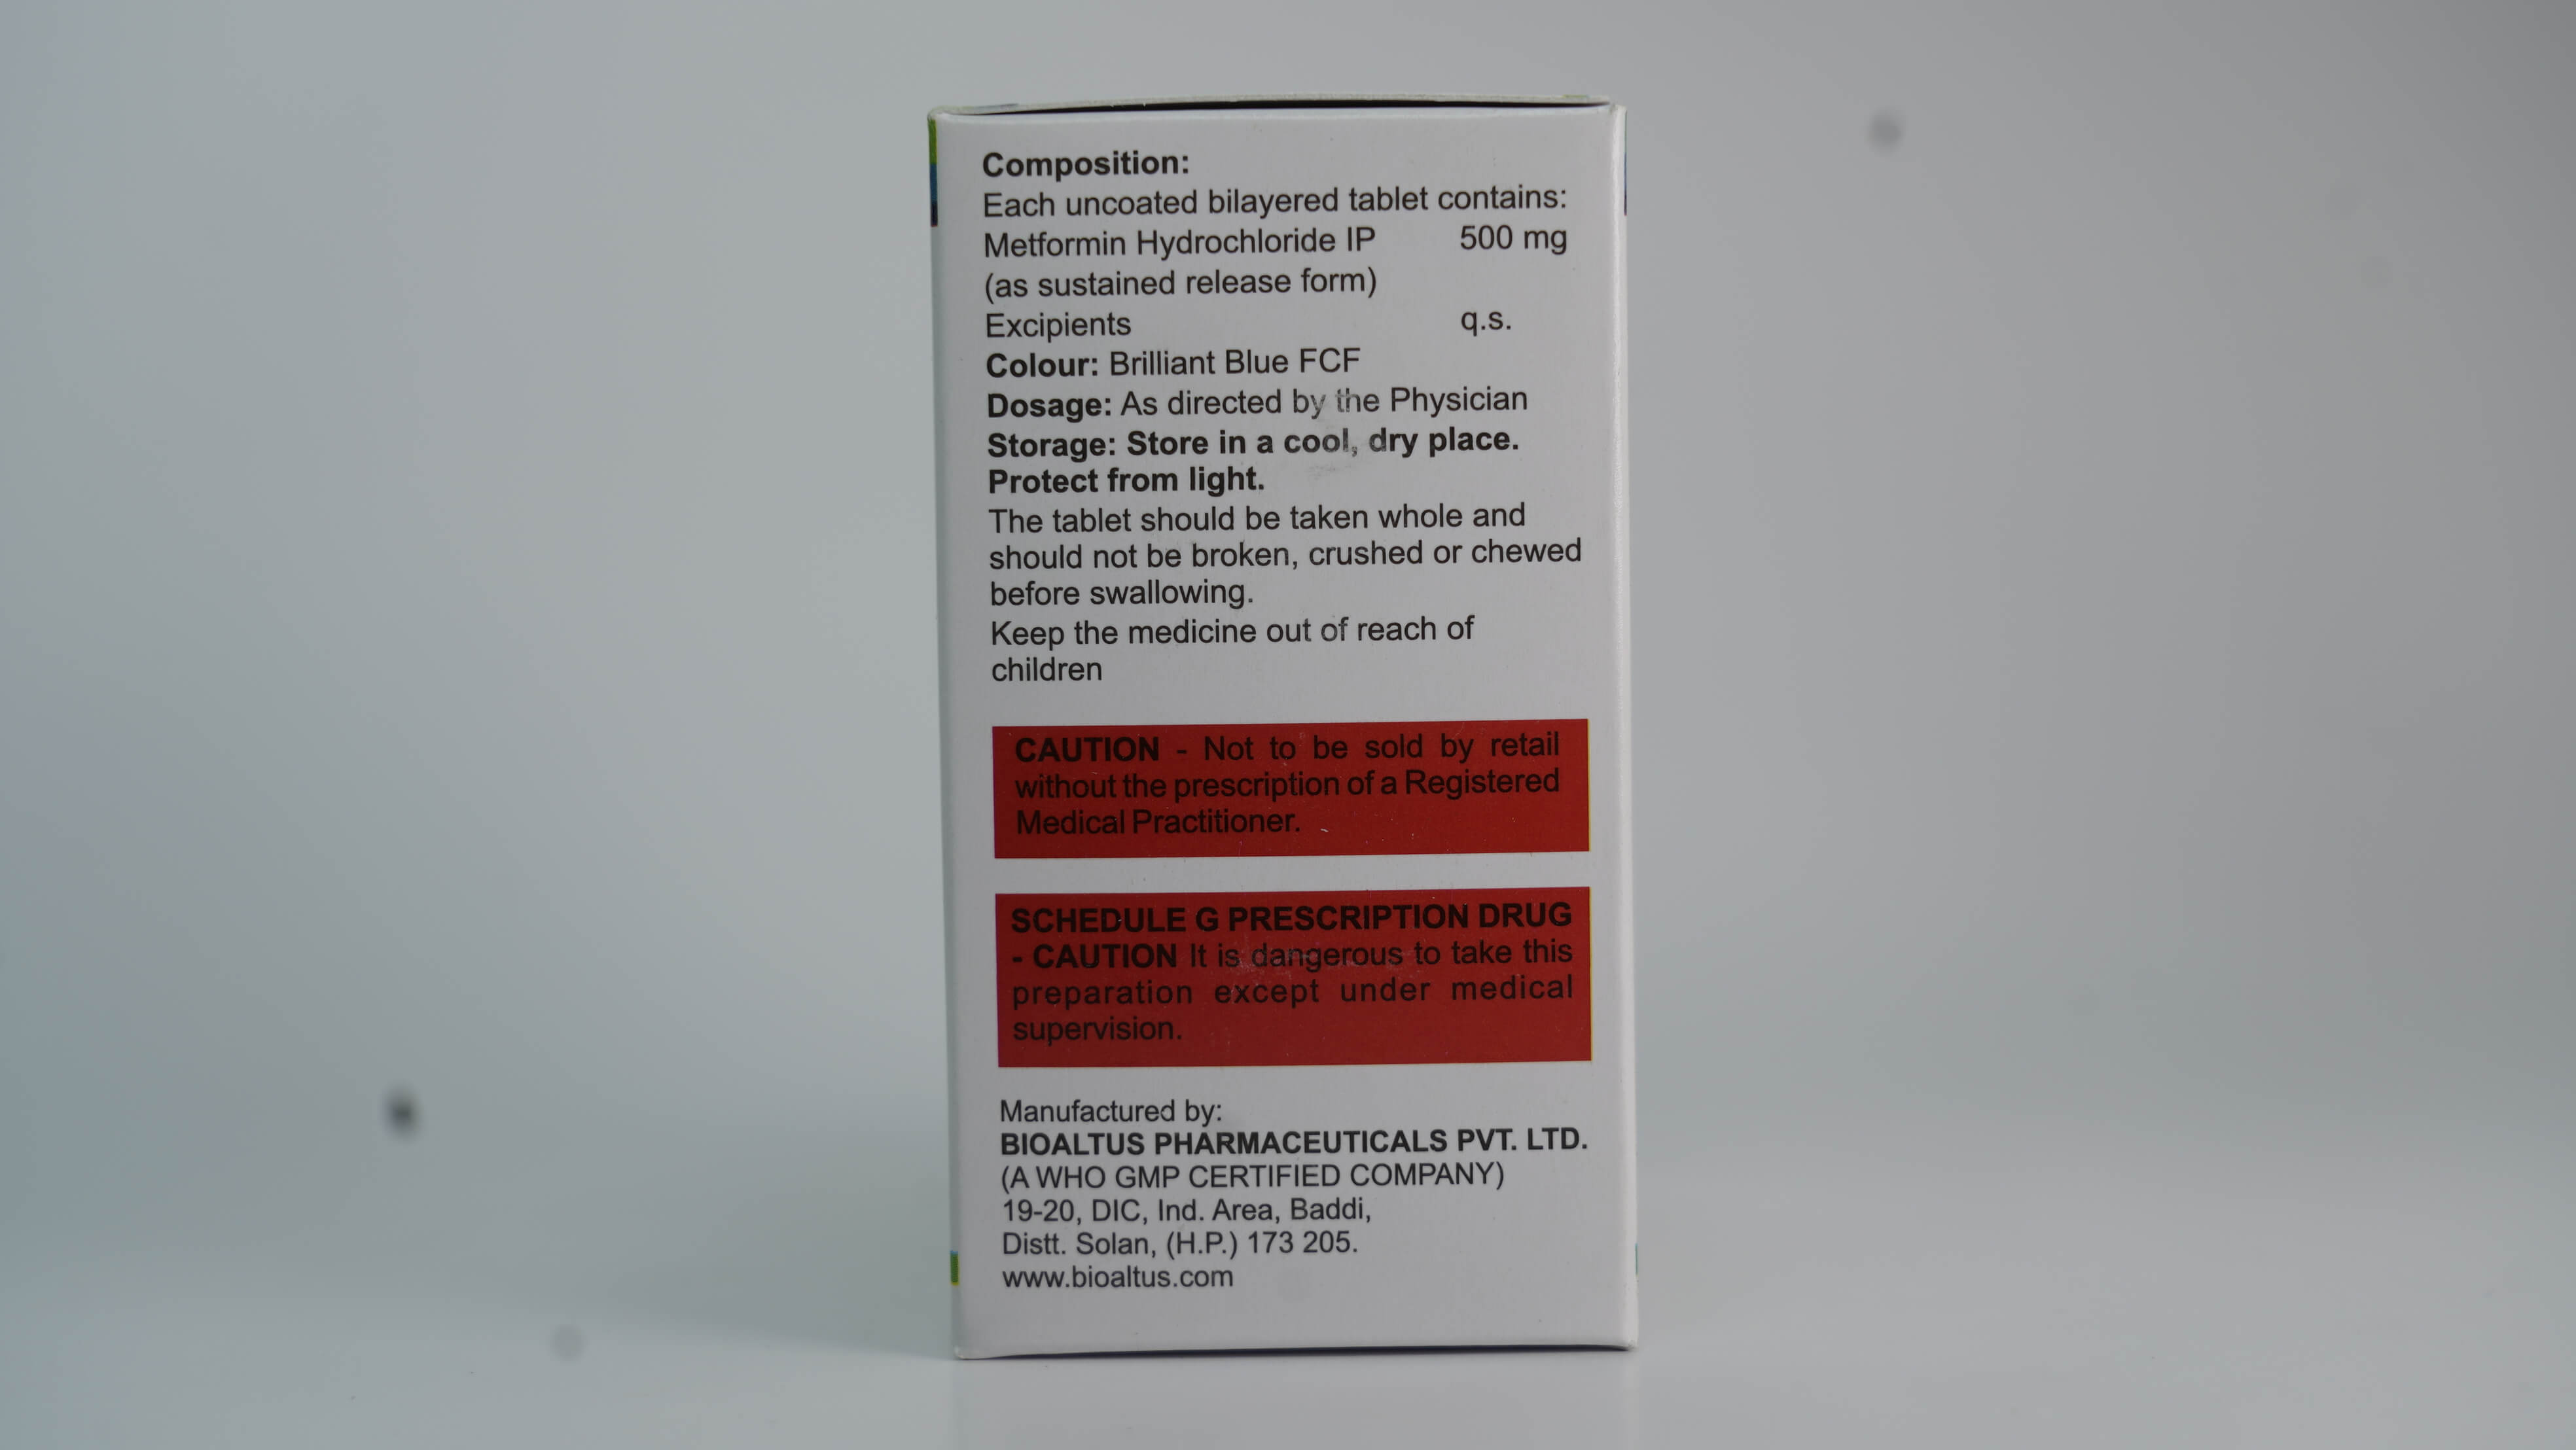 Composition:
Each uncoated bilayered tablet contains:
Metformin Hydrochloride IP 500 mg
(as sustained release form)
Excipients q.s.
Colour: Brilliant Blue FCF
Dosage: As directed by the Physician
Storage: Store in a cool, dry place.
Protect from light.
The tablet should be taken whole and
should not be broken, crushed or chewed
before swallowing.
Keep the medicine out of reach of
children
CAUTION - Not to be sold by retail
without the prescription of a Registered
Medical Practitioner.
SCHEDULE G PRESCRIPTION DRUG
- CAUTION It is dangerous to take this
preparation except under medical
supervision.
Manufactured by:
BIOALTUS PHARMACEUTICALS PVT. LTD.
(A WHO GMP CERTIFIED COMPANY)
19-20, DIC, Ind. Area, Baddi,
Distt. Solan, (H.P.) 173 205.
www.bioaltus.com